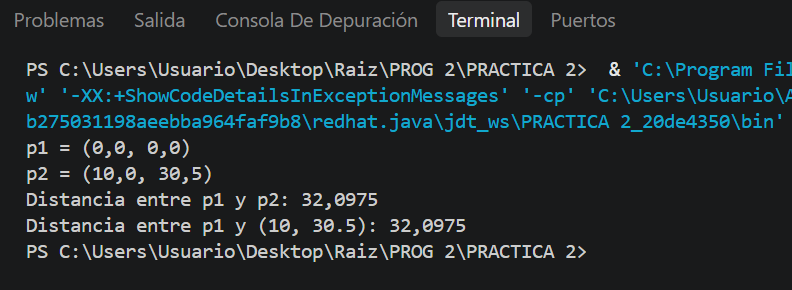 Problemas Salida Consola De Depuración Terminal Puertos
PS C:\Users\Usuario\Desktop\Raiz\PROG 2\PRACTICA 2>  & 'C:\Program Fil
w' '-XX:+ShowCodeDetailsInExceptionMessages' '-cp' 'C:\Users\Usuario\A
b275031198aeebba964faf9b8\redhat.java\jdt_ws\PRACTICA 2_20de4350\bin'
p1 = (0,0, 0,0)
p2 = (10,0, 30,5)
Distancia entre p1 y p2: 32,0975
Distancia entre p1 y (10, 30.5): 32,0975
PS C:\Users\Usuario\Desktop\Raiz\PROG 2\PRACTICA 2>